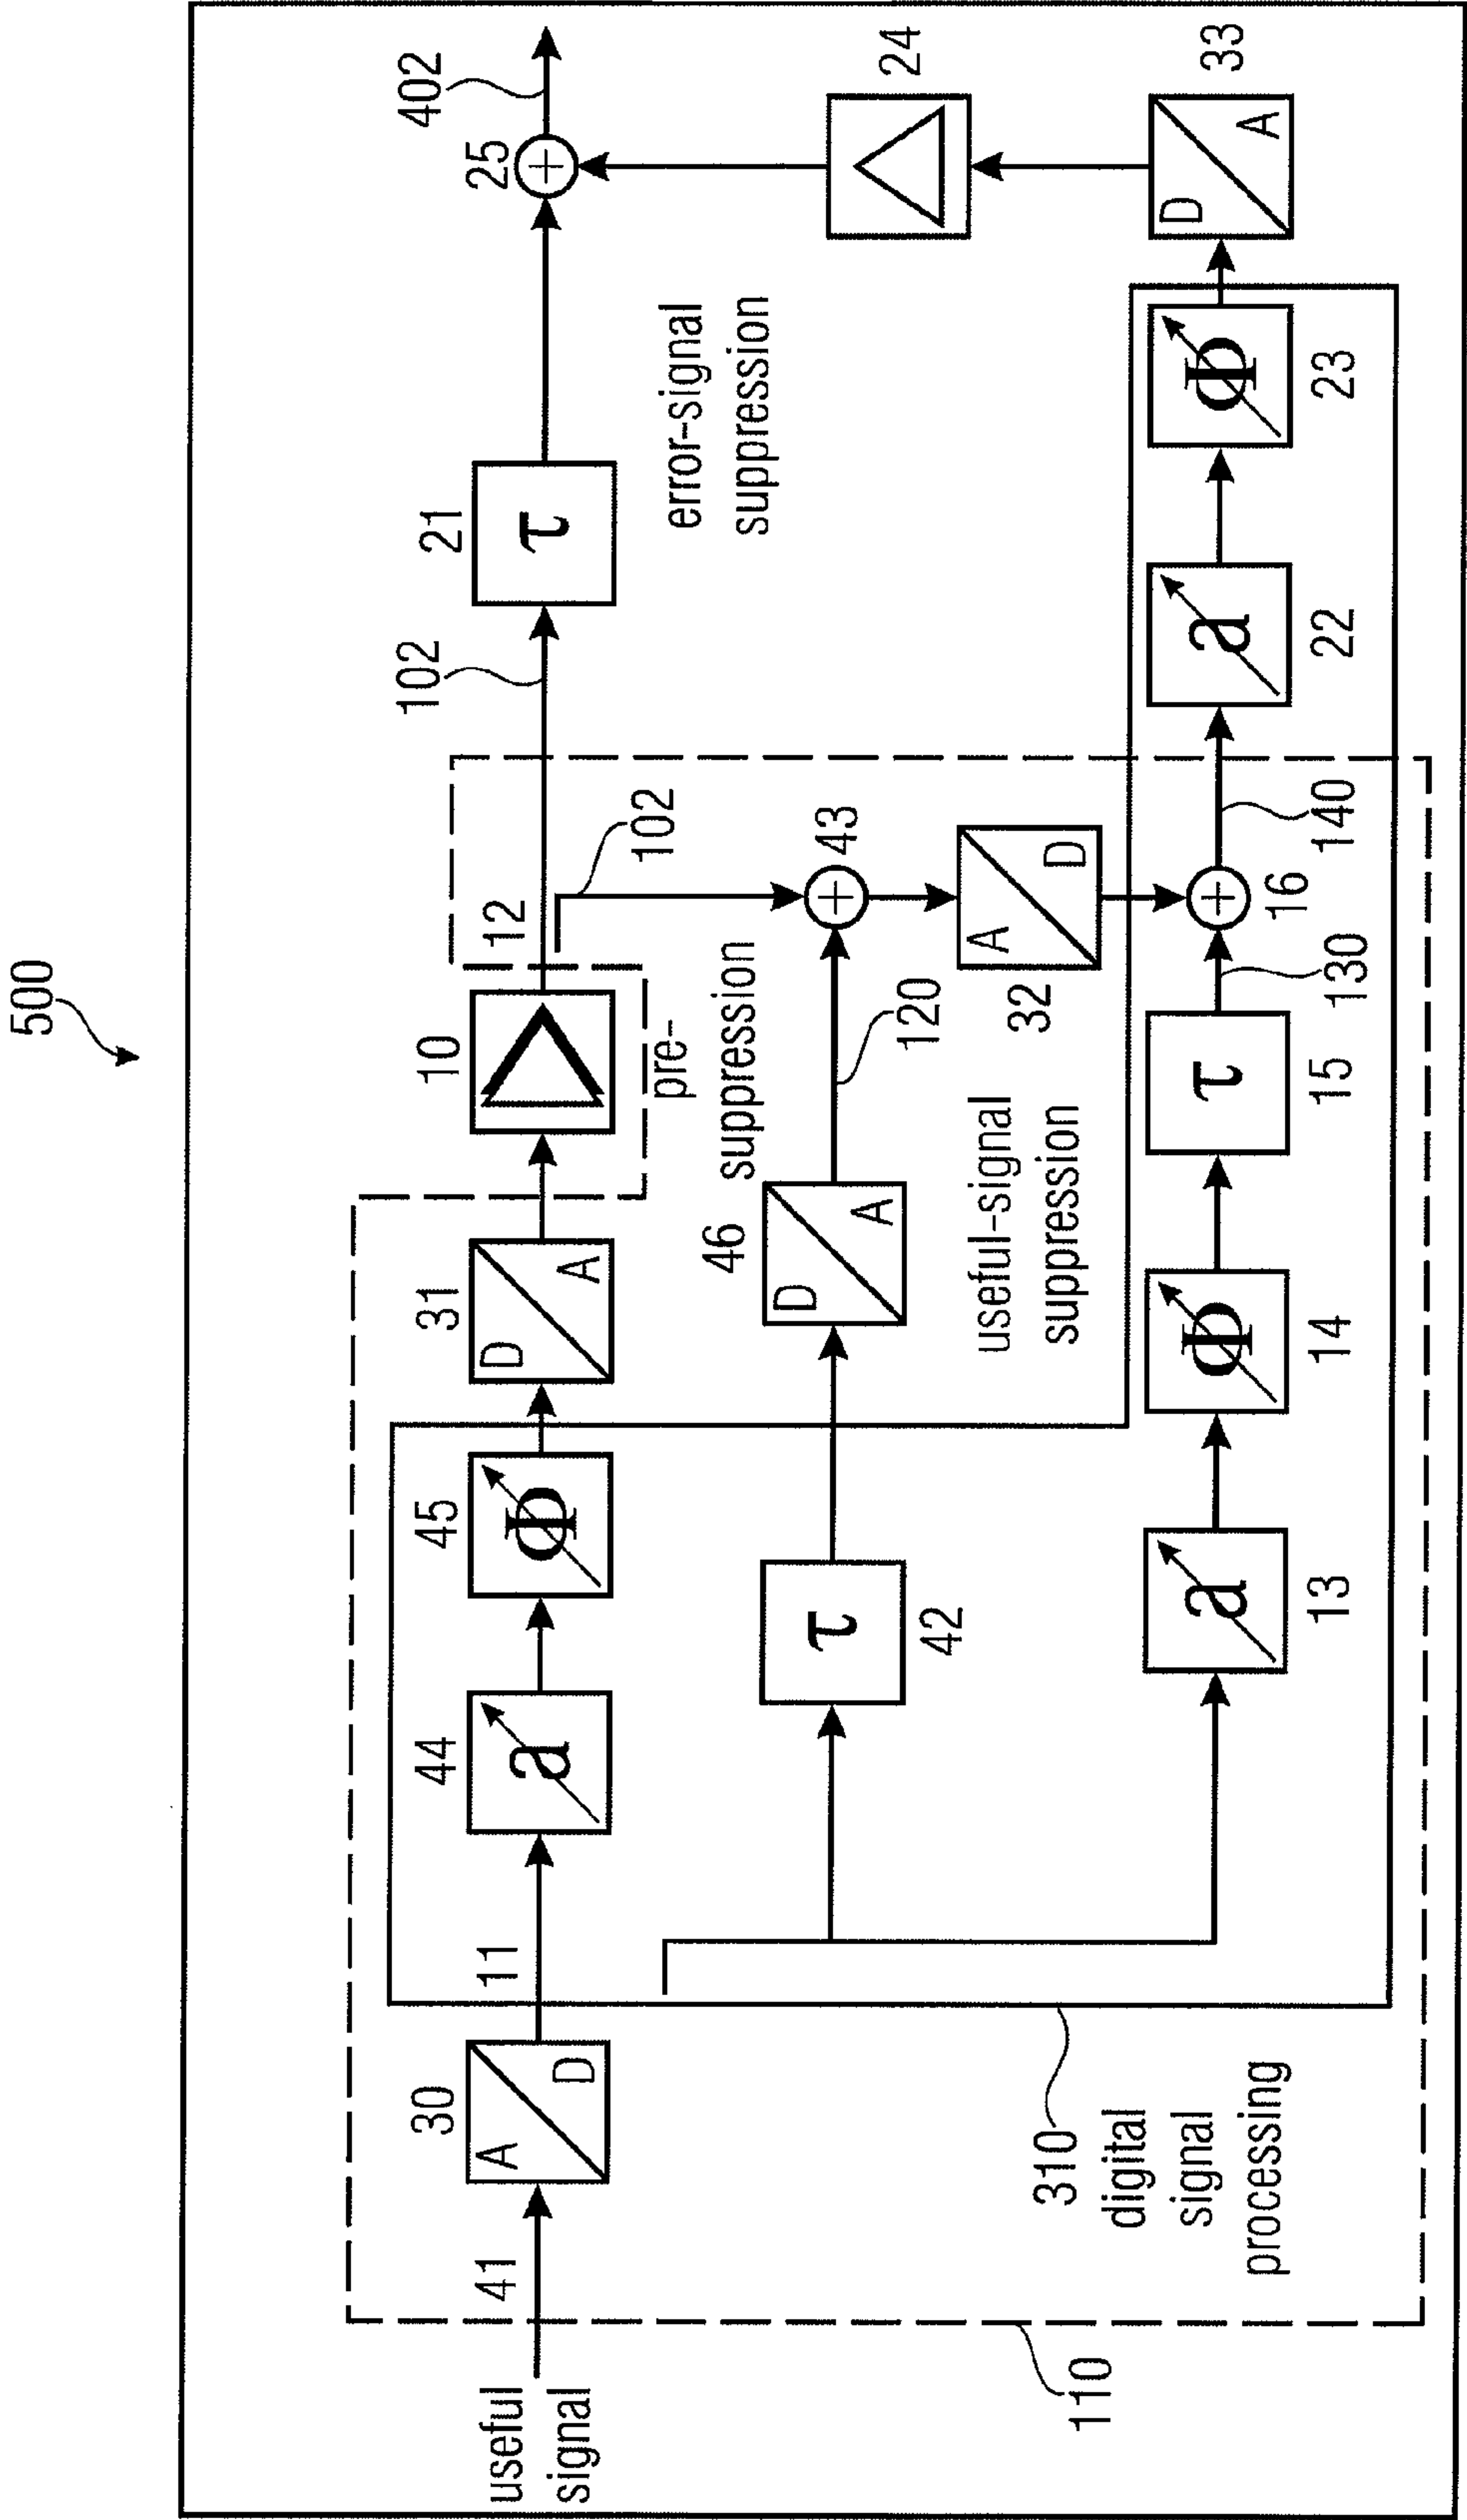 500
useful
signal
41
A
D
30
11
a
44
Φ
45
D
A
31
10
12
102
τ
21
25
+
402
102
pre-
suppression
error-signal
suppression
τ
42
D
A
46
120
+
43
24
useful-signal
suppression
A
D
32
D
A
33
a
13
Φ
14
τ
15
130
+
16
140
a
22
Φ
23
310
digital
signal
processing
110